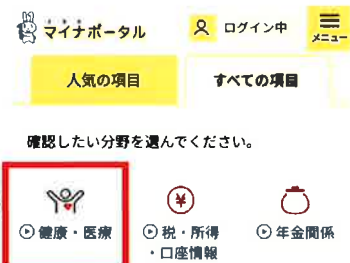 マイナポータル
ログイン中
メニュー
人気の項目
すべての項目
確認したい分野を選んでください。
健康・医療
税・所得
・口座情報
年金関係